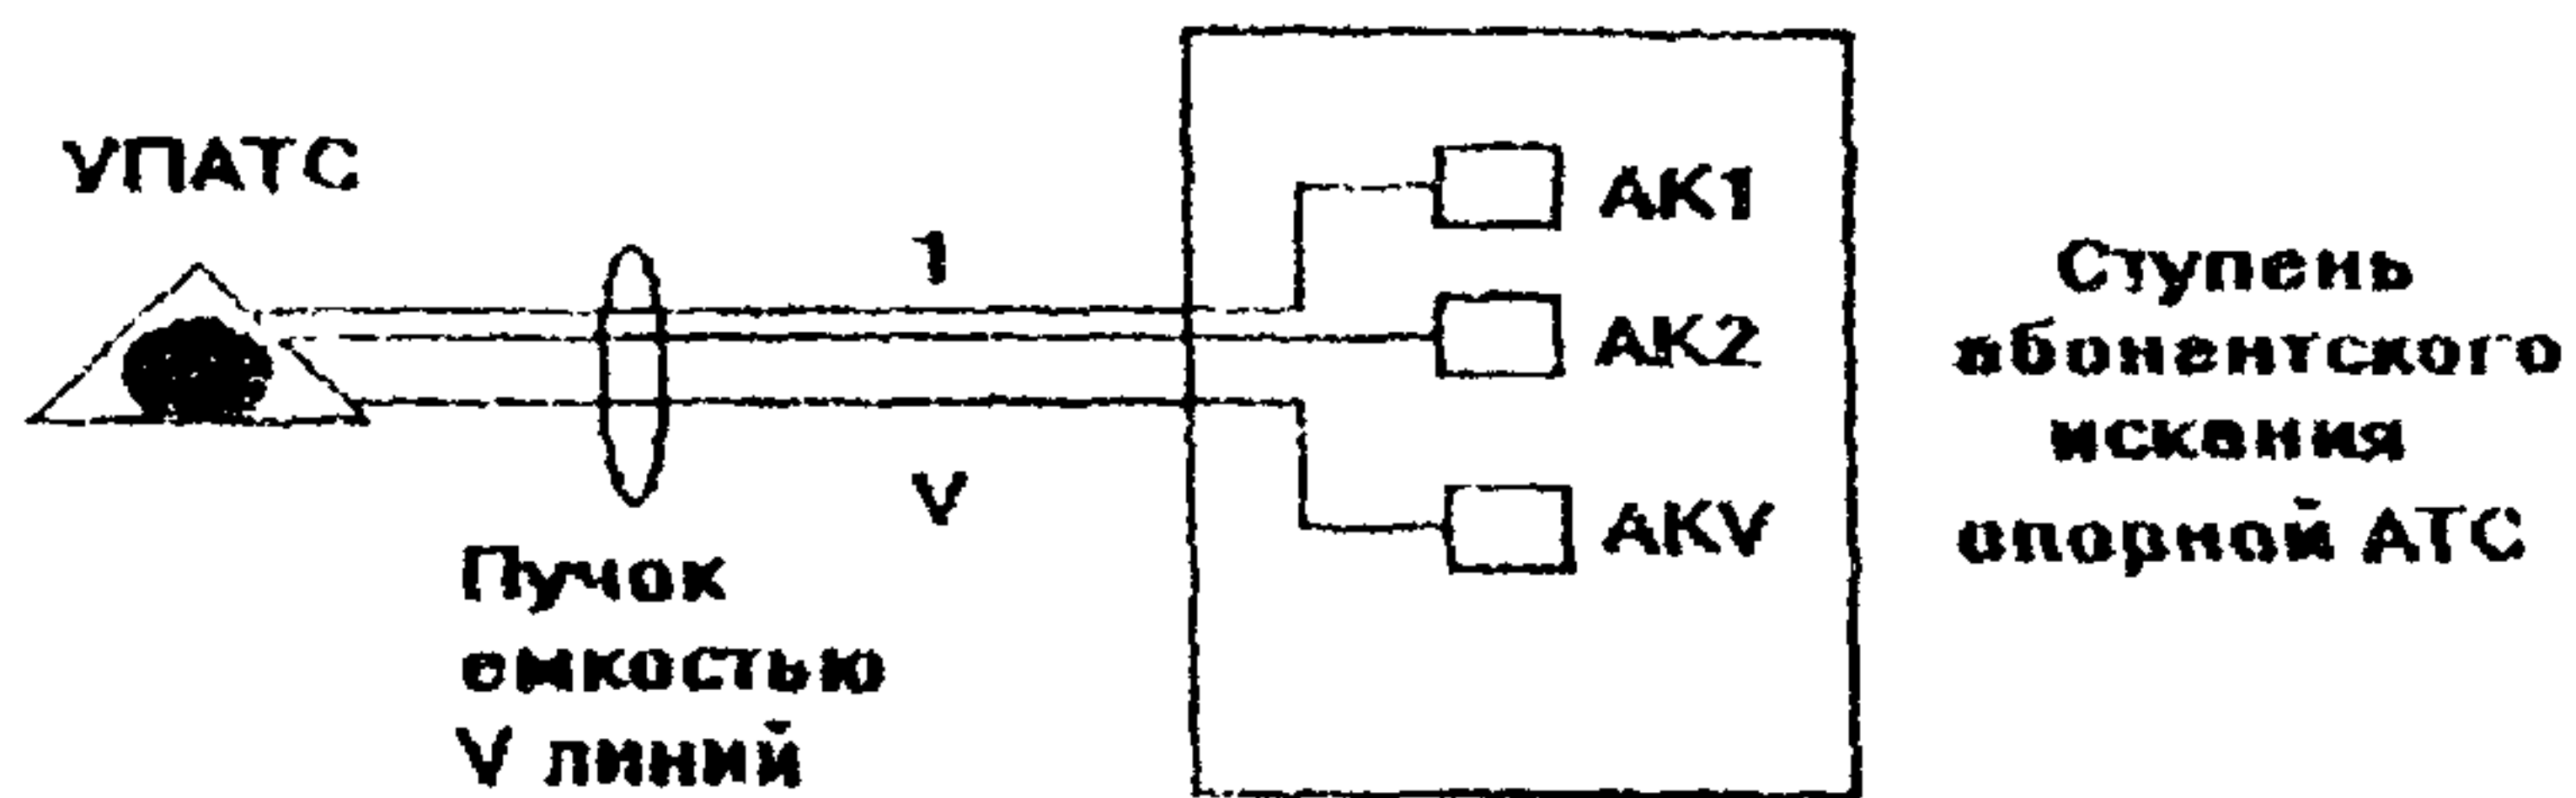 УПАТС
1
V
Пучок
емкостью
V линий
АК1
АК2
АКV
Ступень
абонентского
искания
опорной АТС